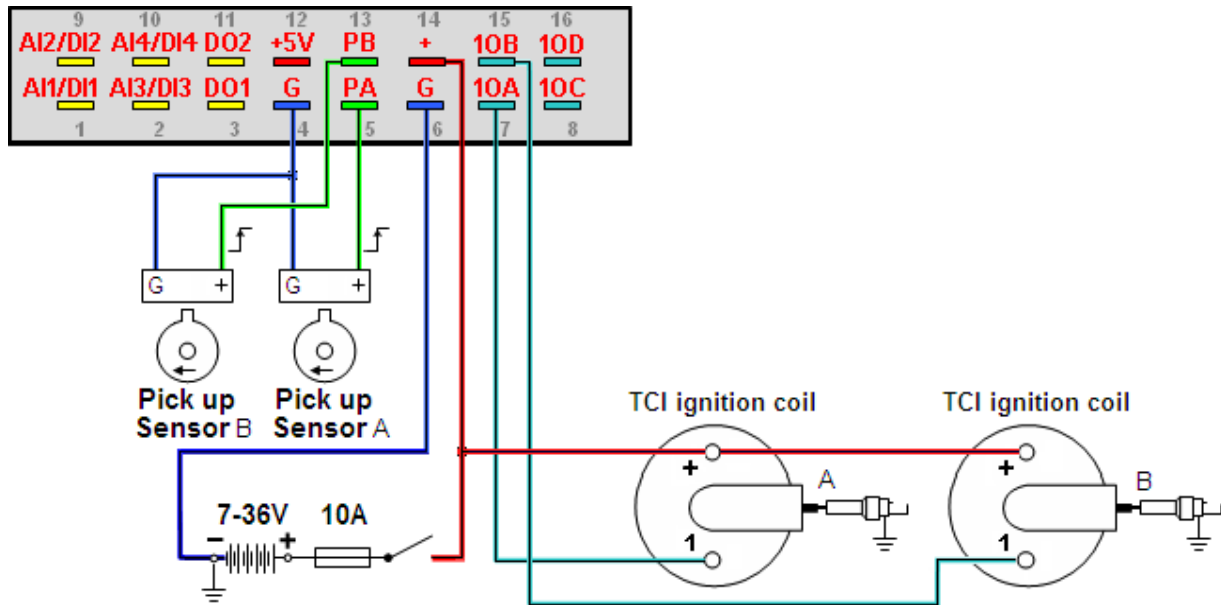 9 10 11 12 13 14 15 16
AI2/DI2 AI4/DI4 DO2 +5V PB + 10B 10D
AI1/DI1 AI3/DI3 DO1 G PA G 10A 10C
1 2 3 4 5 6 7 8
G + G +
Pick up
Sensor B
Pick up
Sensor A
TCI ignition coil
TCI ignition coil
+ A + B
7-36V 10A
− +
1 1